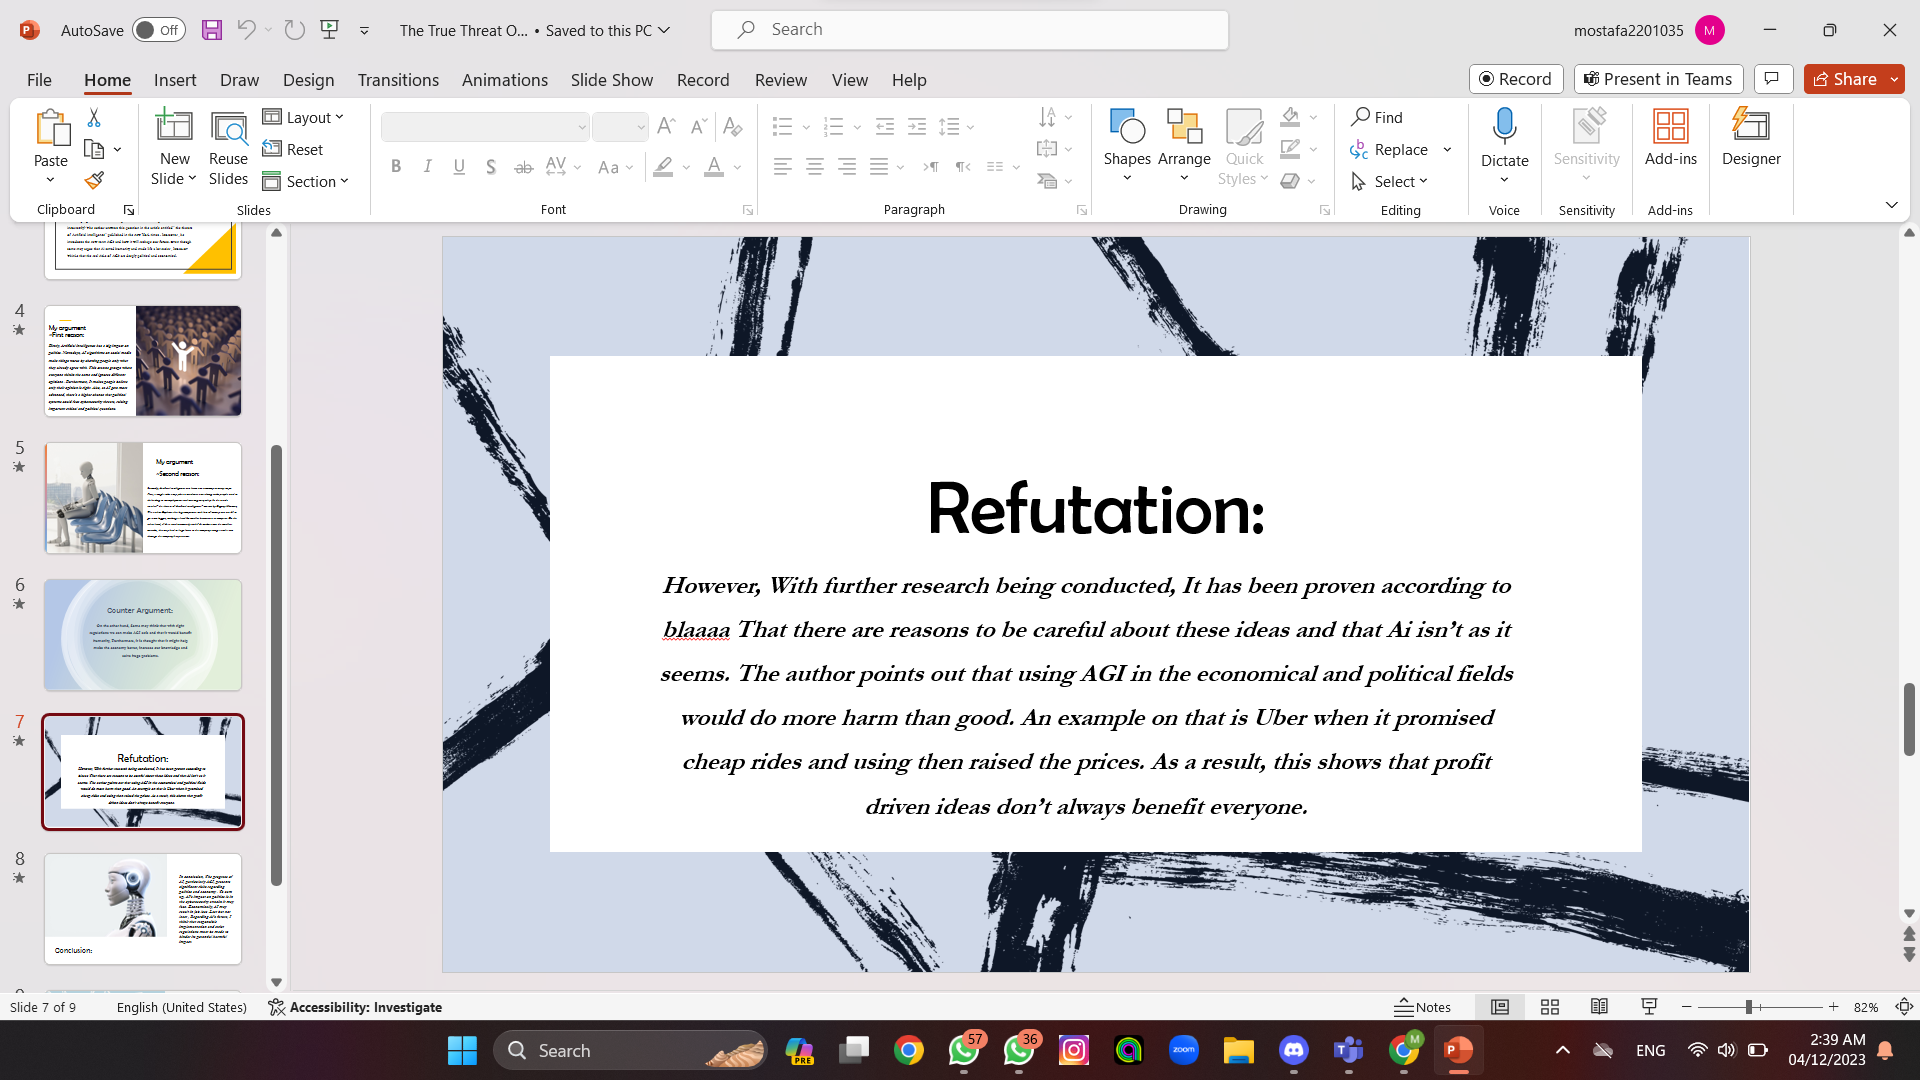 AutoSave Off The True Threat O... • Saved to this PC Search mostafa2201035 M
File Home Insert Draw Design Transitions Animations Slide Show Record Review View Help Record Present in Teams Share
Paste New Slide Reuse Slides Layout Reset Section Shapes Arrange Quick Styles Find Replace Select Dictate Sensitivity Add-ins Designer
Clipboard Slides Font Paragraph Drawing Editing Voice Sensitivity Add-ins
4
My argument
-First reason:
5
My argument
-Second reason:
6
Counter Argument:
7
Refutation:
8
Conclusion:
Refutation:
However, With further research being conducted, It has been proven according to
blaaaa That there are reasons to be careful about these ideas and that Ai isn't as it
seems. The author points out that using AGI in the economical and political fields
would do more harm than good. An example on that is Uber when it promised
cheap rides and using then raised the prices. As a result, this shows that profit
driven ideas don't always benefit everyone.
Slide 7 of 9 English (United States) Accessibility: Investigate Notes 82%
Search PRE 57 36 zoom M ENG 2:39 AM
04/12/2023